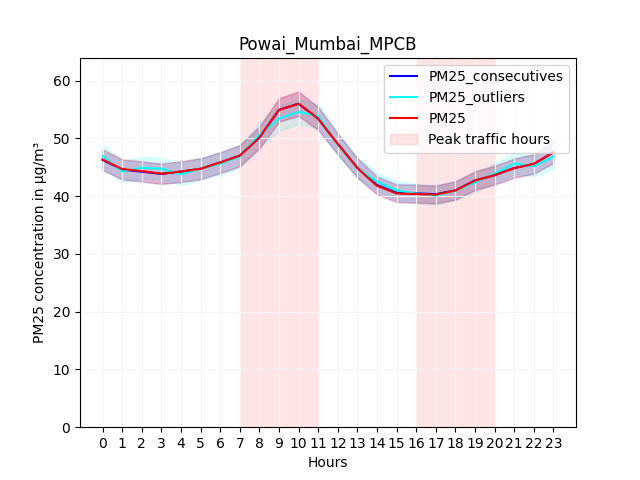 Powai_Mumbai_MPCB
PM25_consecutives
PM25_outliers
PM25
Peak traffic hours
PM25 concentration in μg/m³
60
50
40
30
20
10
0
0 1 2 3 4 5 6 7 8 9 10 11 12 13 14 15 16 17 18 19 20 21 22 23
Hours